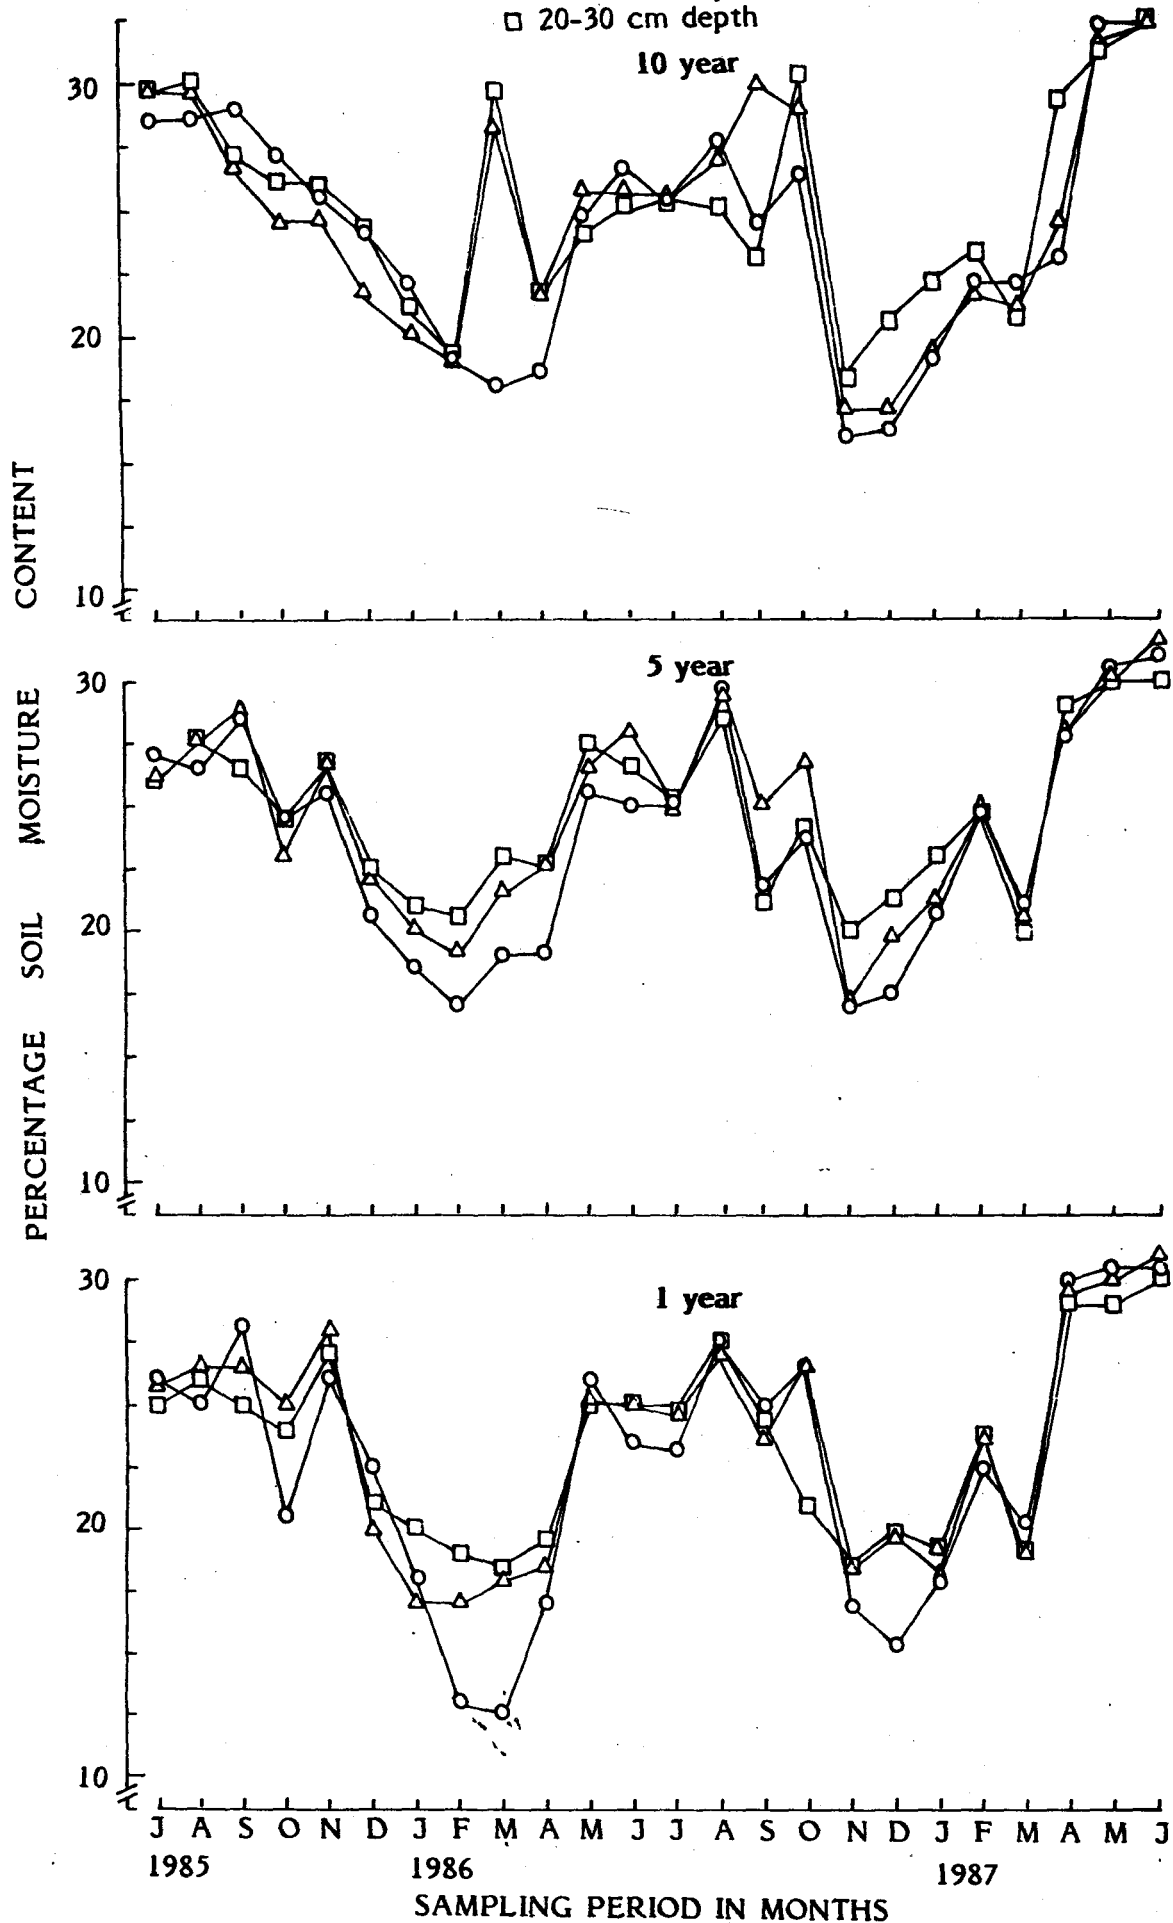 □ 20-30 cm depth
10 year
30
20
10
5 year
30
20
10
1 year
30
20
10
PERCENTAGE SOIL MOISTURE CONTENT
J A S O N D J F M A M J J A S O N D J F M A M J
1985 1986 1987
SAMPLING PERIOD IN MONTHS